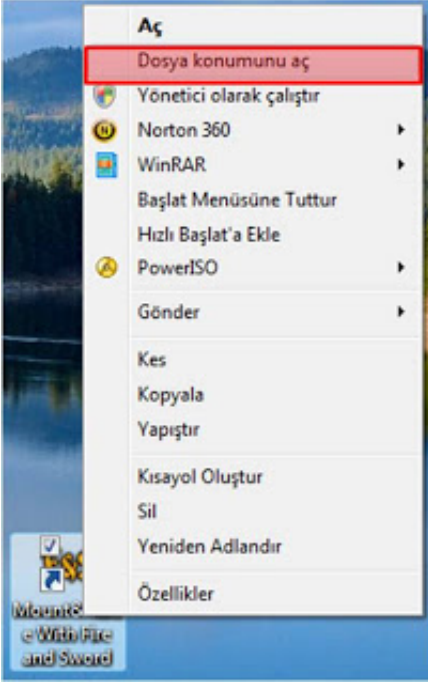 Aç
Dosya konumunu aç
Yönetici olarak çalıştır
Norton 360
WinRAR
Başlat Menüsüne Tuttur
Hızlı Başlat'a Ekle
PowerISO
Gönder
Kes
Kopyala
Yapıştır
Kısayol Oluştur
Sil
Yeniden Adlandır
Özellikler
e With Fire
and Sword